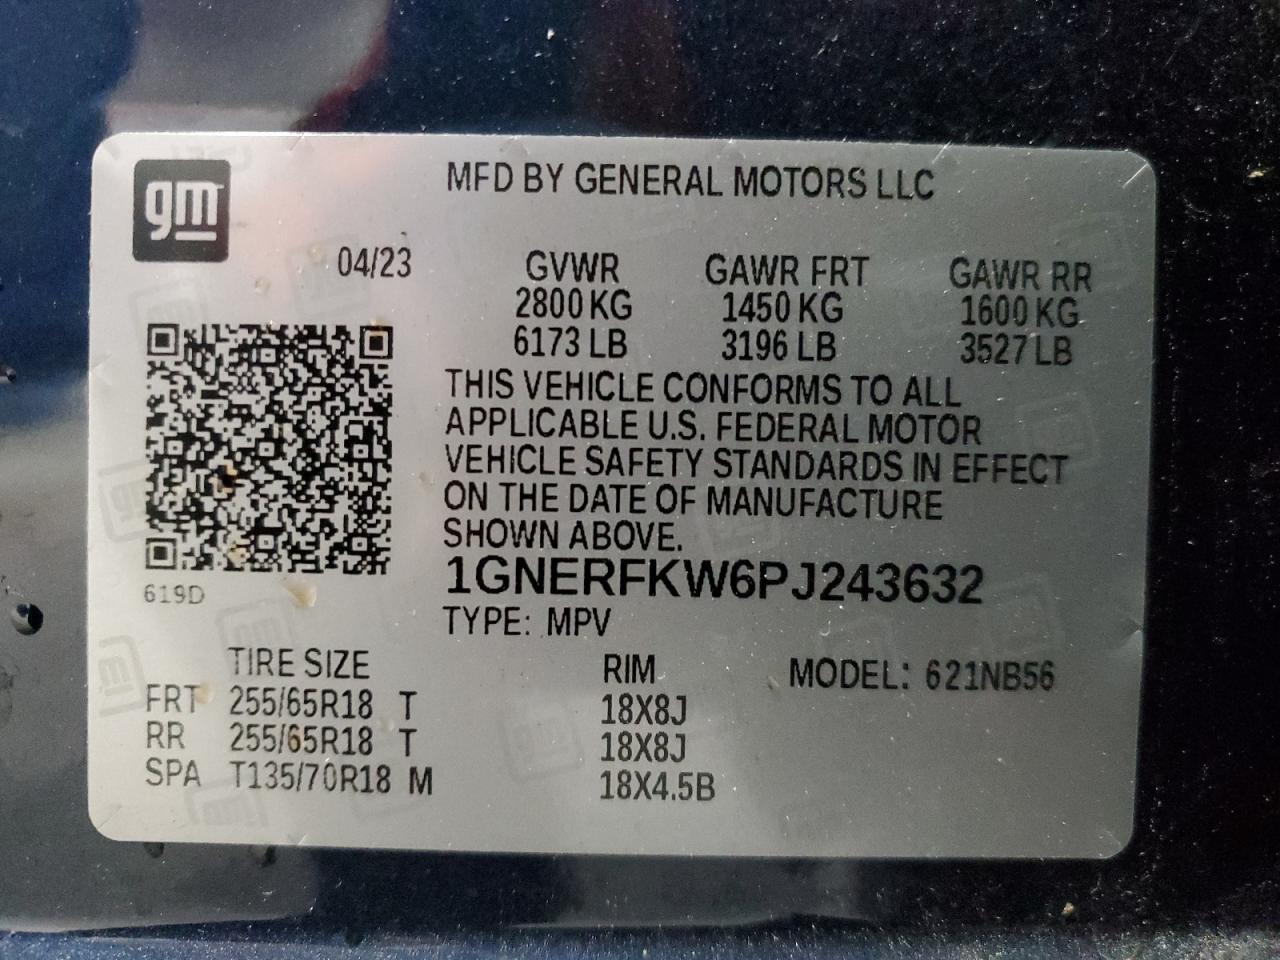 gm
MFD BY GENERAL MOTORS LLC
04/23
GVWR GAWR FRT GAWR RR
2800 KG 1450 KG 1600 KG
6173 LB 3196 LB 3527 LB
THIS VEHICLE CONFORMS TO ALL
APPLICABLE U.S. FEDERAL MOTOR
VEHICLE SAFETY STANDARDS IN EFFECT
ON THE DATE OF MANUFACTURE
SHOWN ABOVE.
1GNERFKW6PJ243632
619D
TYPE: MPV
TIRE SIZE RIM MODEL: 621NB56
FRT 255/65R18 T 18X8J
RR 255/65R18 T 18X8J
SPA T135/70R18 M 18X4.5B